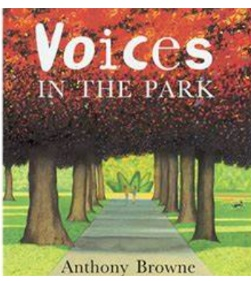 Voices
IN THE PARK
Anthony Browne